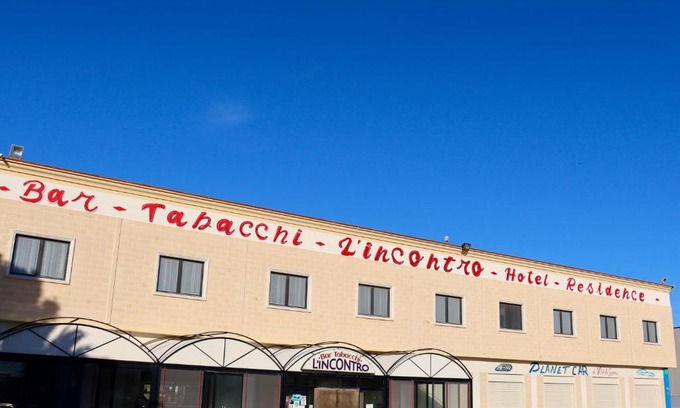 - Bar - Tabacchi - L'incontro - Hotel - Residence -
Bar Tabacchi
L'INCONTRO
PLANET CAR